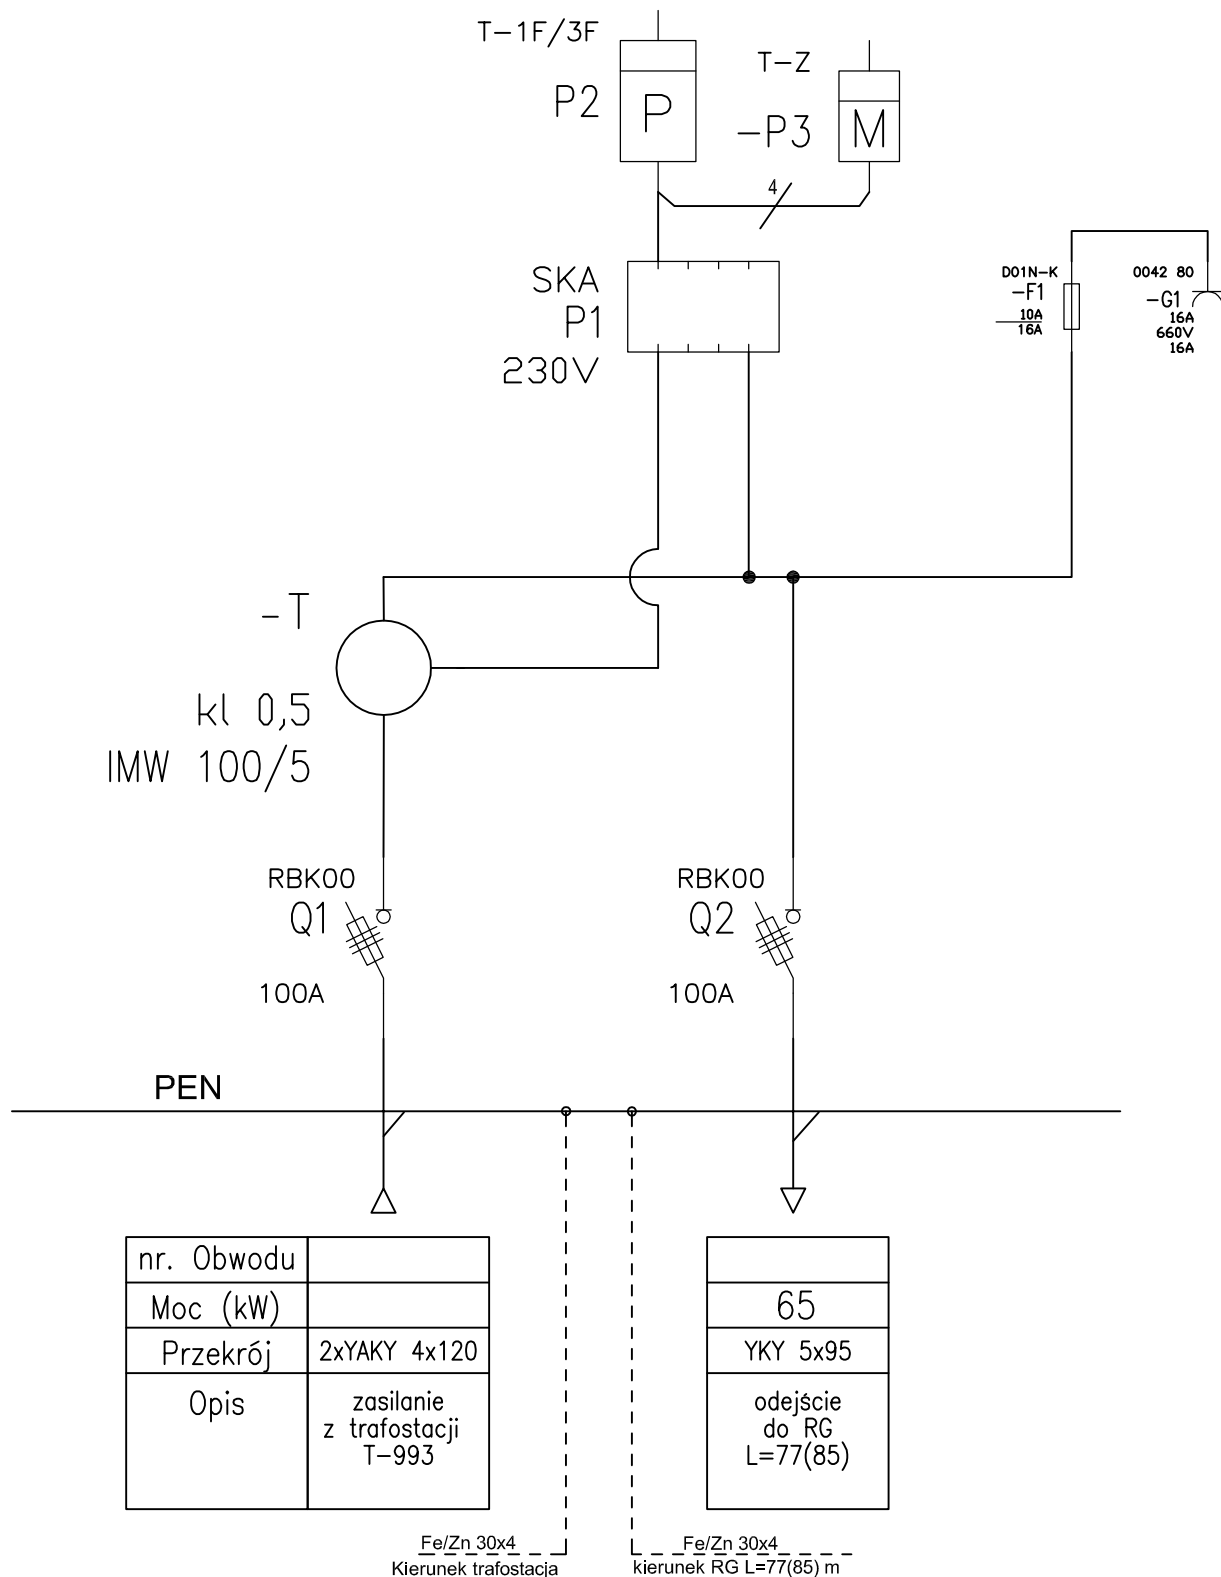 T-1F/3F
P2
P
T-Z
-P3
M
4
SKA
P1
230V
D01N-K
-F1
10A
16A
0042 80
-G1
16A
660V
16A
-T
kl 0,5
IMW 100/5
RBK00
Q1
100A
RBK00
Q2
100A
PEN
nr. Obwodu
Moc (kW)
65
Przekrój
2xYAKY 4x120
YKY 5x95
Opis
zasilanie
z trafostacji
T-993
odejście
do RG
L=77(85)
Fe/Zn 30x4
Kierunek trafostacja
Fe/Zn 30x4
kierunek RG L=77(85) m